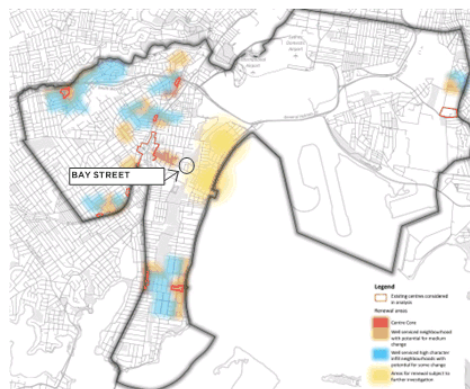 BAY STREET
Legend
Existing centres considered
in analysis
Renewal areas
Centre Core
Well serviced neighbourhood
with potential for medium
change
Well serviced high character
infill neighbourhoods with
potential for some change
Areas for renewal subject to
further investigation